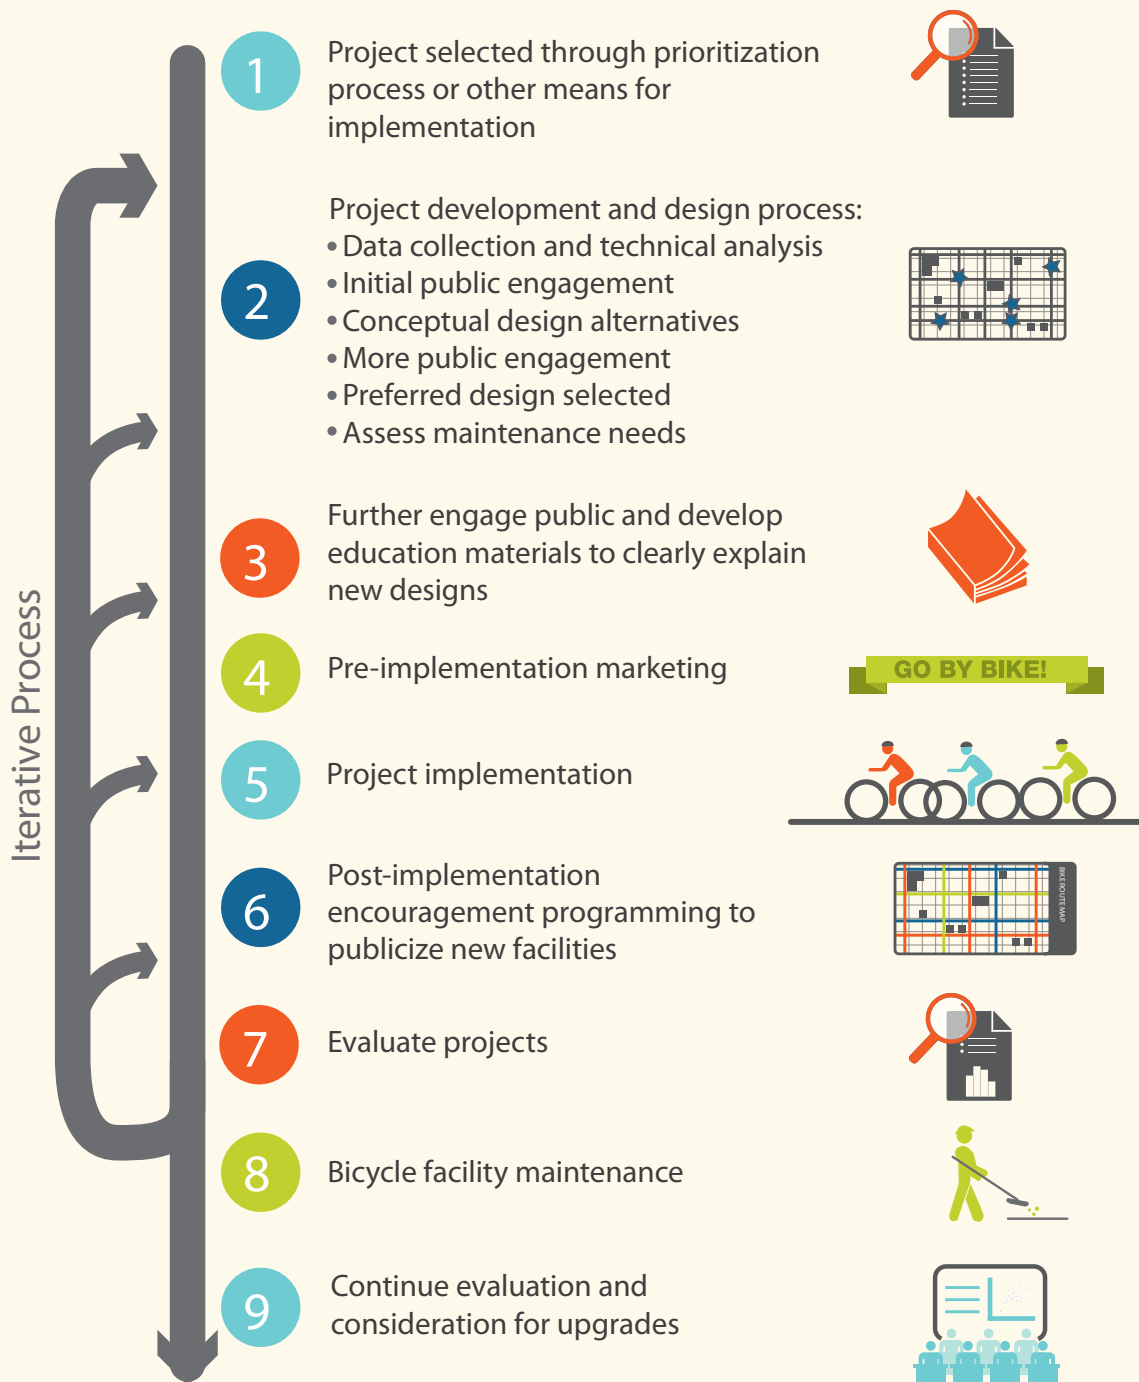 Iterative Process
1
Project selected through prioritization
process or other means for
implementation
2
Project development and design process:
• Data collection and technical analysis
• Initial public engagement
• Conceptual design alternatives
• More public engagement
• Preferred design selected
• Assess maintenance needs
3
Further engage public and develop
education materials to clearly explain
new designs
4
Pre-implementation marketing
GO BY BIKE!
5
Project implementation
6
Post-implementation
encouragement programming to
publicize new facilities
BIKE ROUTE MAP
7
Evaluate projects
8
Bicycle facility maintenance
9
Continue evaluation and
consideration for upgrades